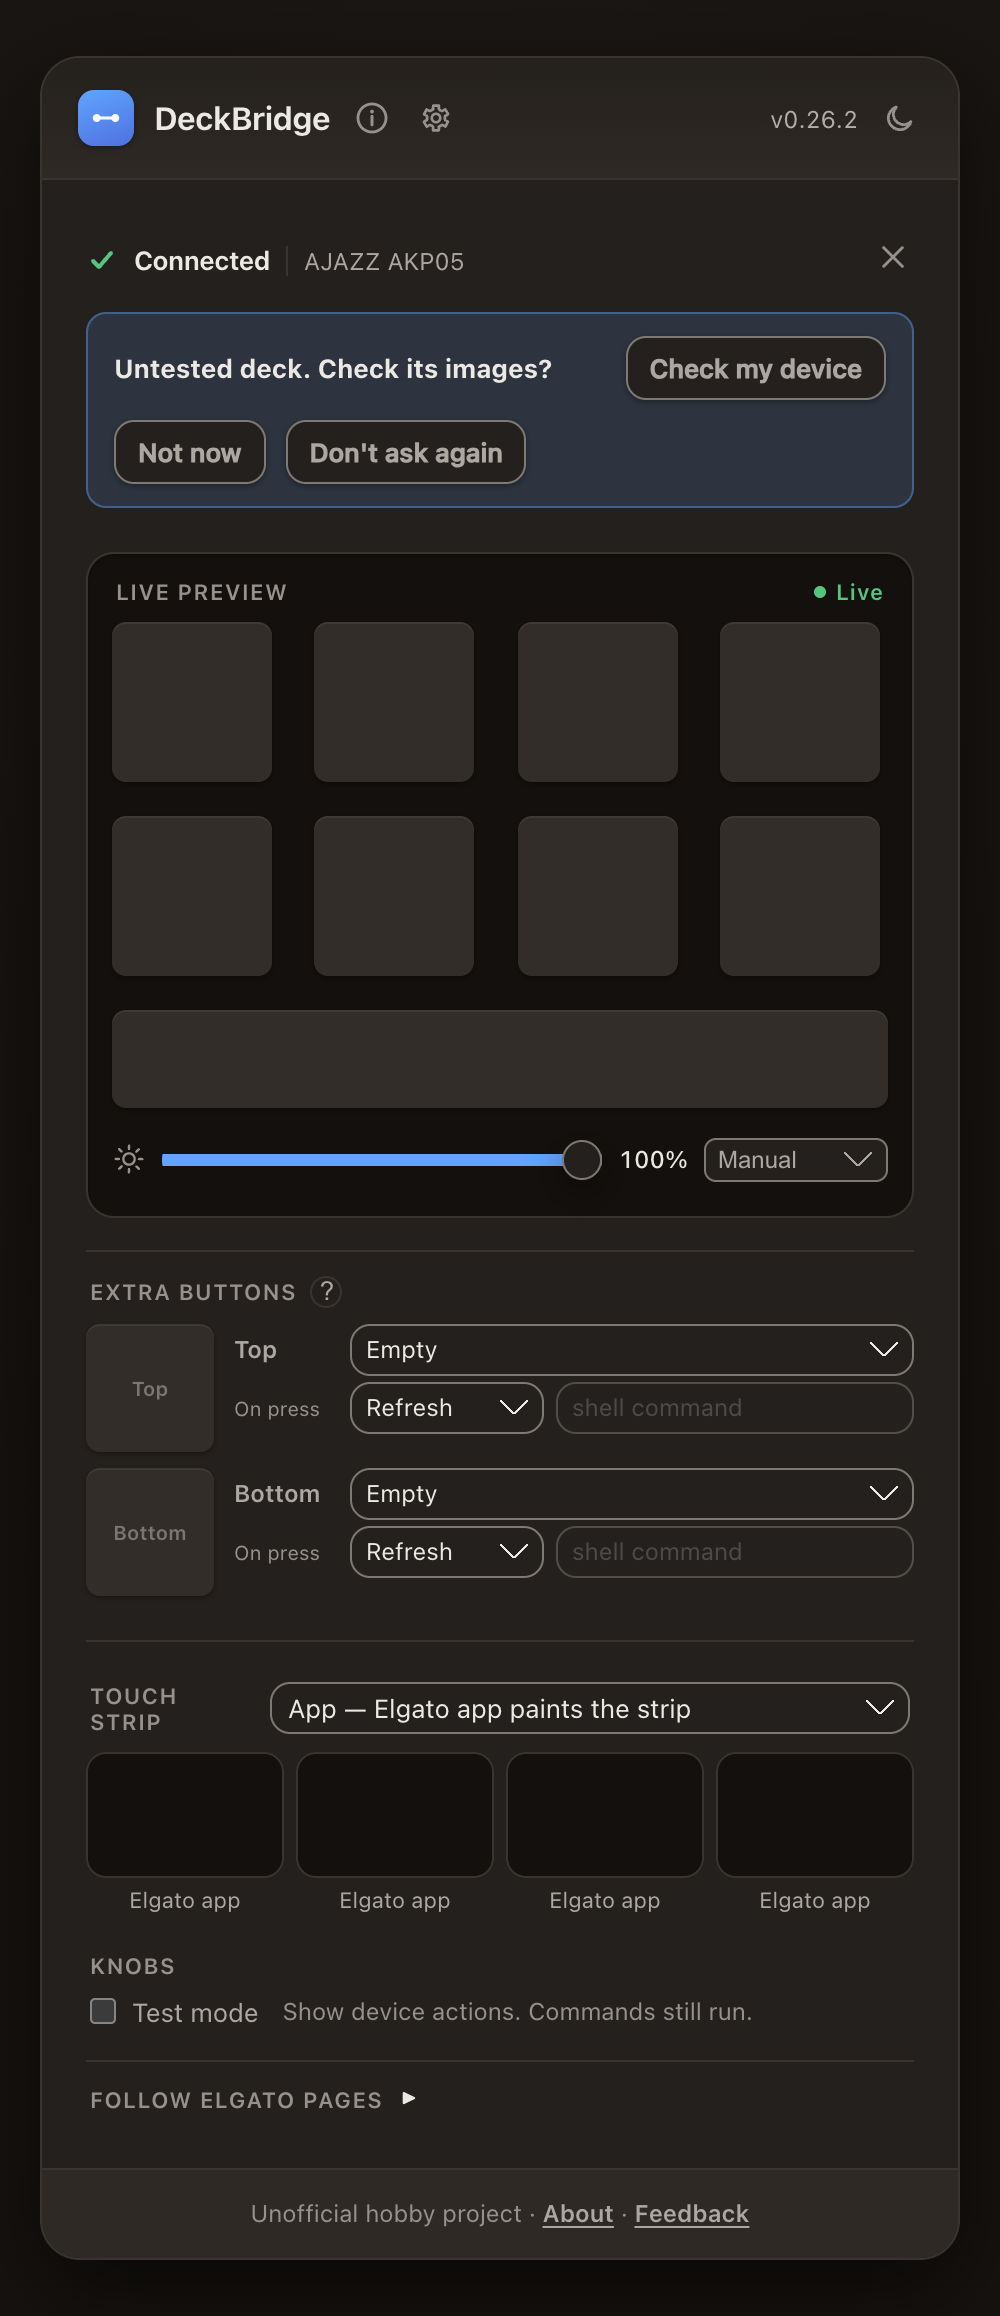 DeckBridge
v0.26.2
Connected
AJAZZ AKP05
Untested deck. Check its images?
Check my device
Not now
Don't ask again
LIVE PREVIEW
Live
100%
Manual
EXTRA BUTTONS ?
Top
Top
Empty
On press
Refresh
shell command
Bottom
Bottom
Empty
On press
Refresh
shell command
TOUCH
STRIP
App — Elgato app paints the strip
Elgato app
Elgato app
Elgato app
Elgato app
KNOBS
Test mode
Show device actions. Commands still run.
FOLLOW ELGATO PAGES
Unofficial hobby project · About · Feedback